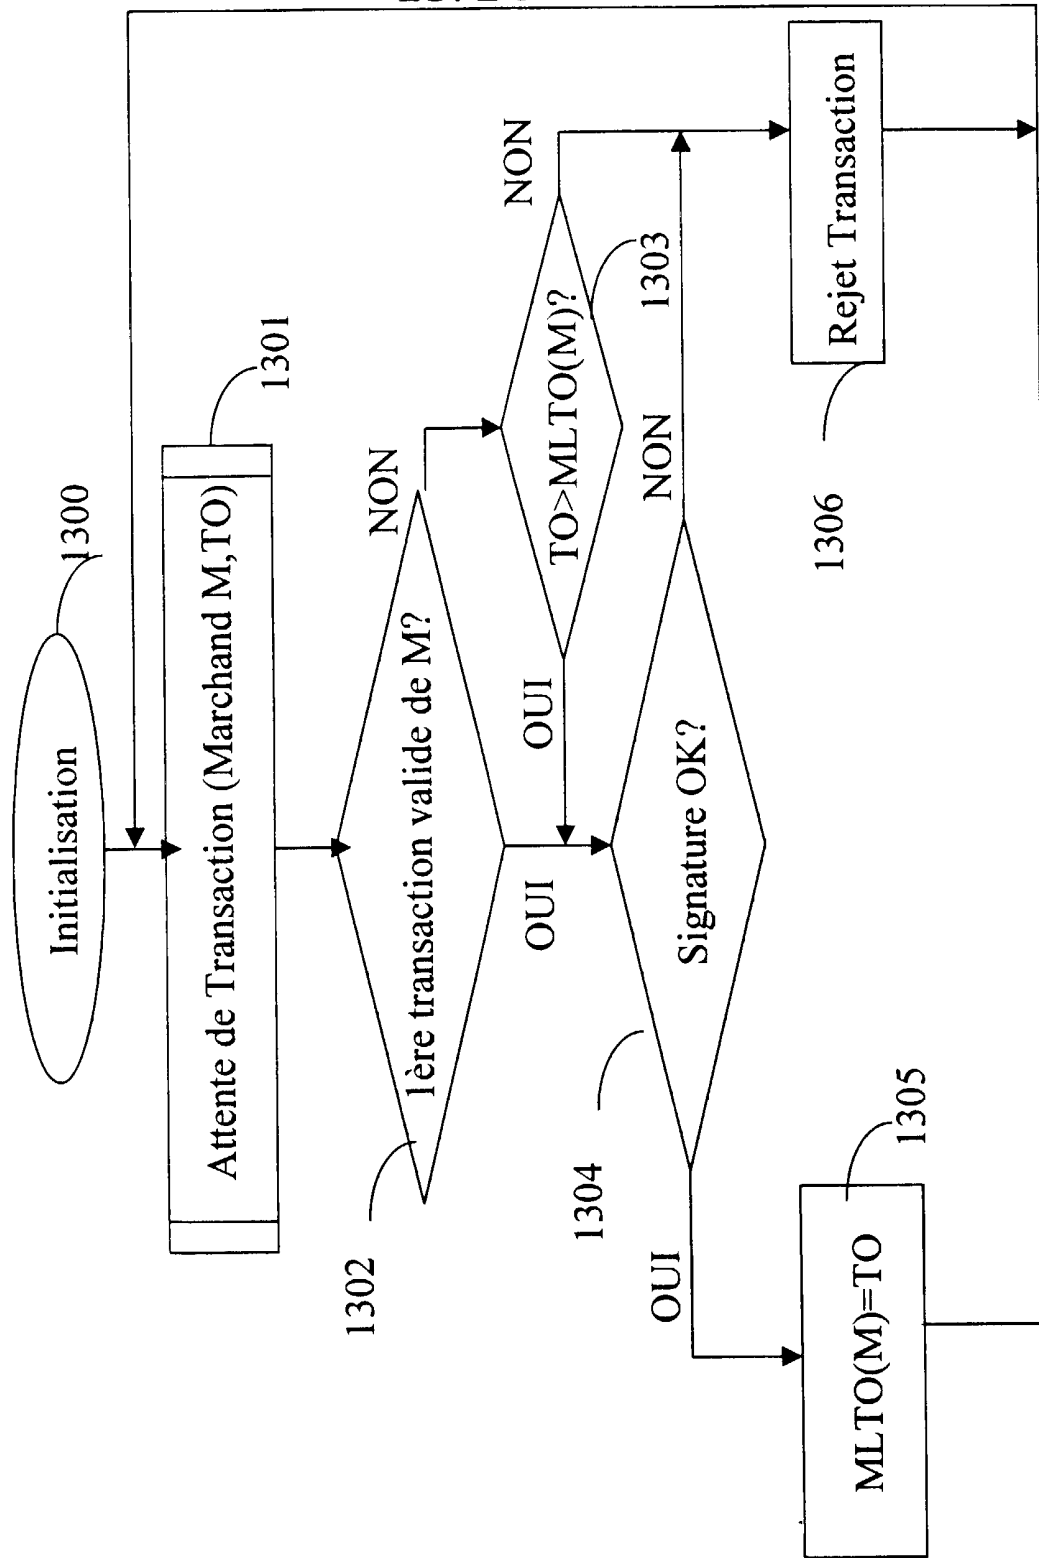 Initialisation
1300
Attente de Transaction (Marchand M,TO)
1301
1ère transaction valide de M?
1302
NON
OUI
TO>MLTO(M)?
1303
NON
OUI
Signature OK?
1304
NON
OUI
MLTO(M)=TO
1305
Rejet Transaction
1306